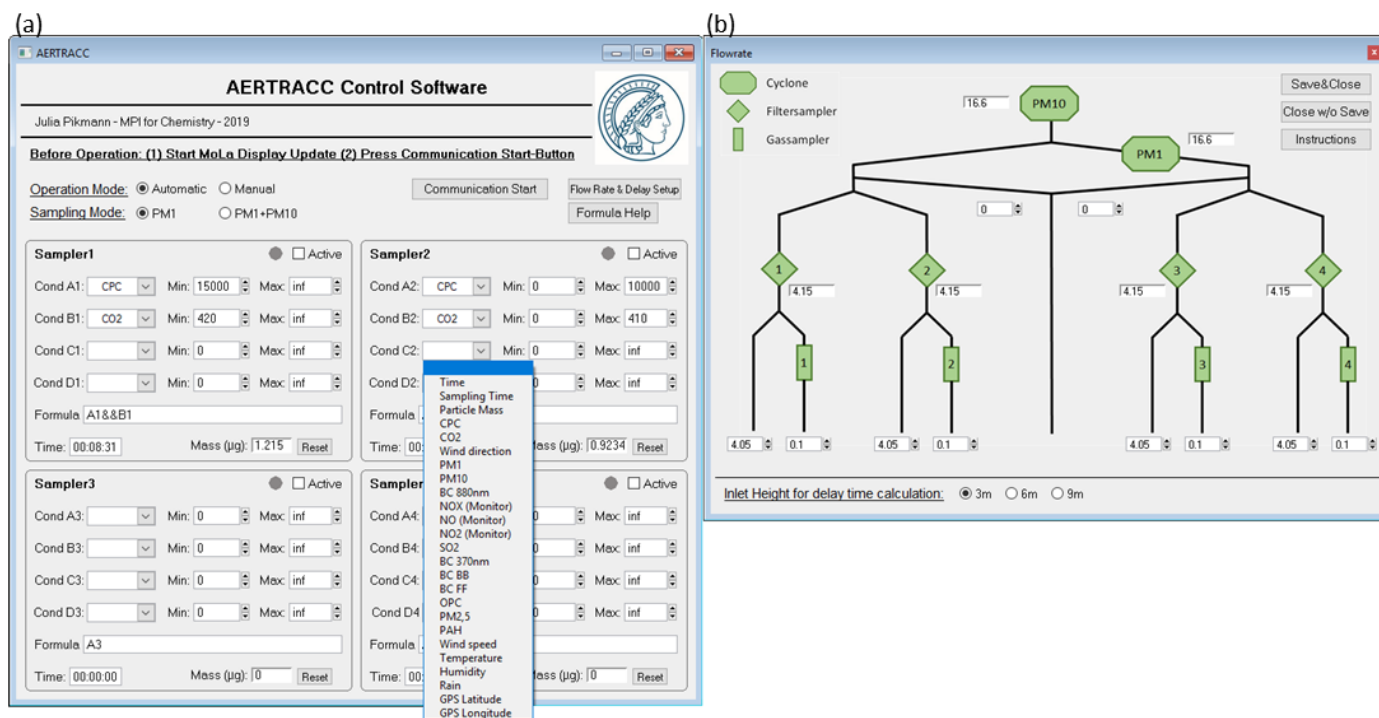 (a)
AERTRACC
AERTRACC Control Software
Julia Pikmann - MPI for Chemistry - 2019
Before Operation: (1) Start MoLa Display Update (2) Press Communication Start-Button
Operation Mode: Automatic Manual Communication Start Flow Rate & Delay Setup
Sampling Mode: PM1 PM1+PM10 Formula Help
Sampler1 Active
Cond A1: CPC Min: 15000 Max: inf
Cond B1: CO2 Min: 420 Max: inf
Cond C1: Min: 0 Max: inf
Cond D1: Min: 0 Max: inf
Formula A1&&B1
Time: 00:08:31 Mass (µg): 1.215 Reset
Sampler2 Active
Cond A2: CPC Min: 0 Max: 10000
Cond B2: CO2 Min: 0 Max: 410
Cond C2: Min: 0 Max: inf
Cond D2: 0 Max: inf
Formula
Time: 00: (µg): 0.9234 Reset
Time
Sampling Time
Particle Mass
CPC
CO2
Wind direction
PM1
PM10
BC 880nm
NOX (Monitor)
NO (Monitor)
NO2 (Monitor)
SO2
BC 370nm
BC BB
BC FF
OPC
PM2,5
PAH
Wind speed
Temperature
Humidity
Rain
GPS Latitude
GPS Longitude
Sampler3 Active
Cond A3: Min: 0 Max: inf
Cond B3: Min: 0 Max: inf
Cond C3: Min: 0 Max: inf
Cond D3: Min: 0 Max: inf
Formula A3
Time: 00:00:00 Mass (µg): 0 Reset
Sampler Active
Cond A4: 0 Max: inf
Cond B4: 0 Max: inf
Cond C4: 0 Max: inf
Cond D4 0 Max: inf
Formula
Time: 00: (µg): 0 Reset
(b)
Flowrate
Cyclone
Filtersampler
Gassampler
16.6 PM10
PM1 16.6
Save&Close
Close w/o Save
Instructions
0 0
1 2 3 4
4.15 4.15 4.15 4.15
1 2 3 4
4.05 0.1 4.05 0.1 4.05 0.1 4.05 0.1
Inlet Height for delay time calculation: 3m 6m 9m